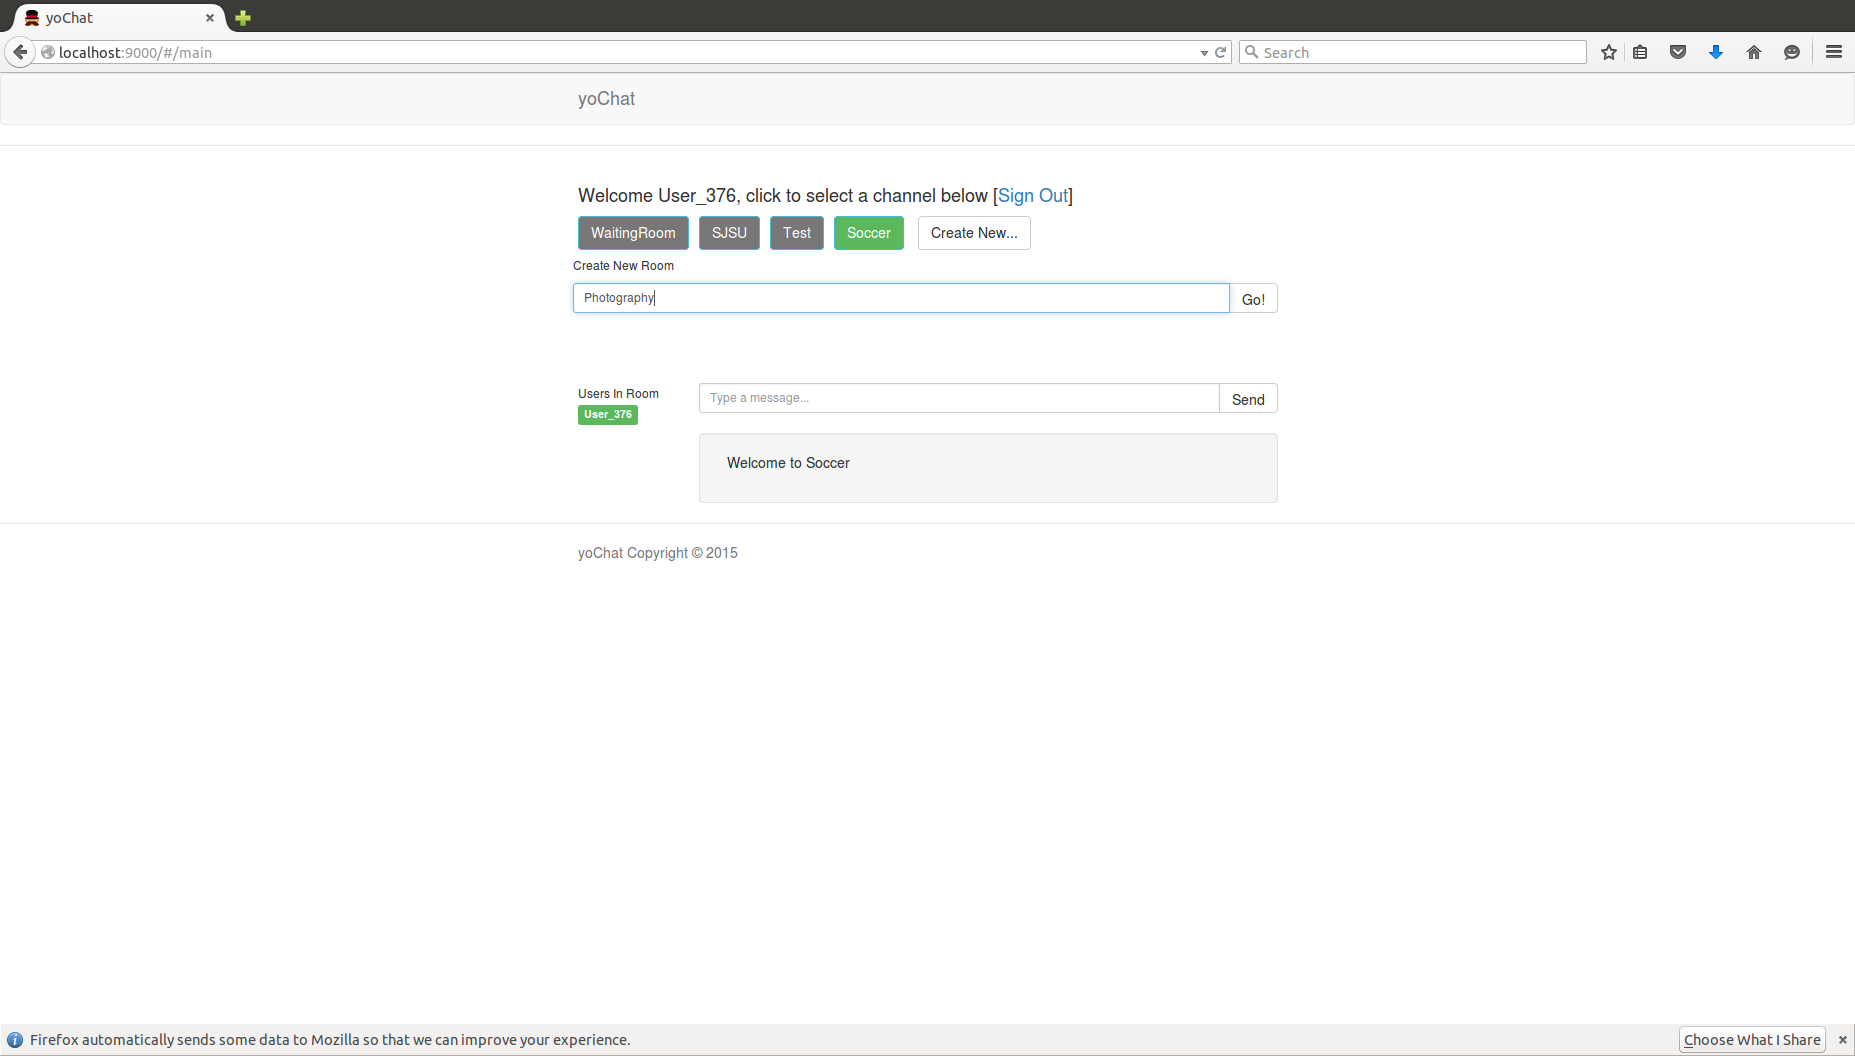 yoChat
localhost:9000/#/main
Search
yoChat
Welcome User_376, click to select a channel below [Sign Out]
WaitingRoom SJSU Test Soccer Create New...
Create New Room
Photography Go!
Users In Room Type a message... Send
User_376
Welcome to Soccer
yoChat Copyright © 2015
Firefox automatically sends some data to Mozilla so that we can improve your experience. Choose What I Share